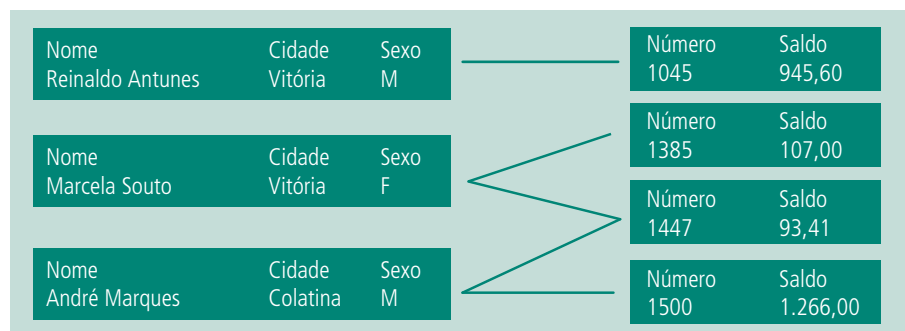 Nome Cidade Sexo
Reinaldo Antunes Vitória M
Número Saldo
1045 945,60
Número Saldo
1385 107,00
Nome Cidade Sexo
Marcela Souto Vitória F
Número Saldo
1447 93,41
Nome Cidade Sexo
André Marques Colatina M
Número Saldo
1500 1.266,00